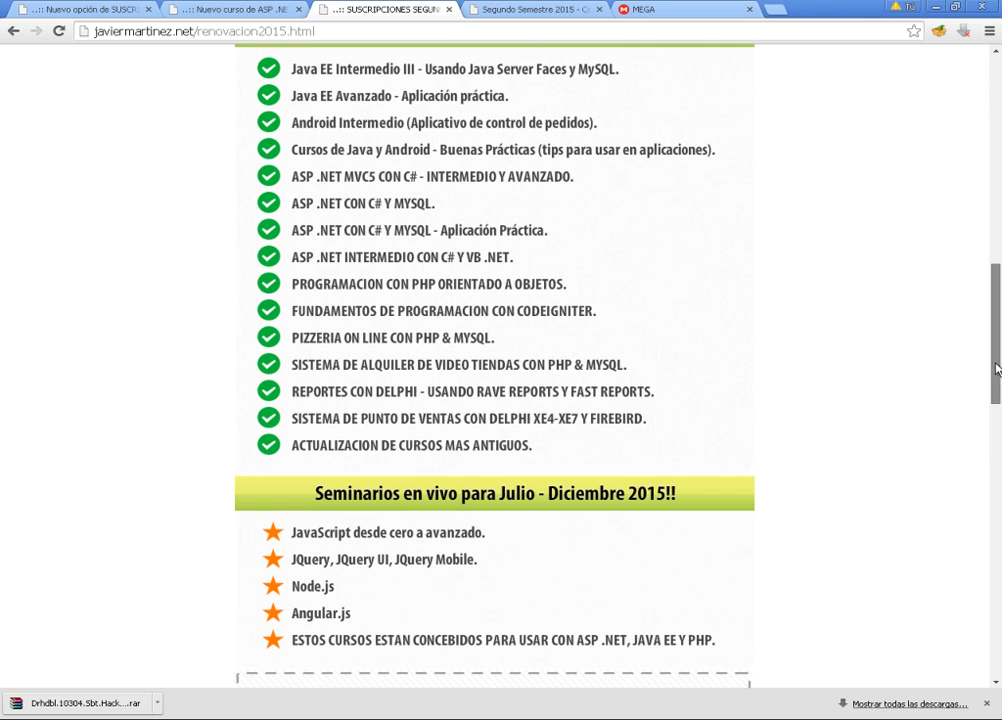 ..:: Nuevo opción de SUSCRI
..:: Nuevo curso de ASP .NE
..:: SUSCRIPCIONES SEGUN
Segundo Semestre 2015 - Co
MEGA
javiermartinez.net/renovacion2015.html
Java EE Intermedio III - Usando Java Server Faces y MySQL.
Java EE Avanzado - Aplicación práctica.
Android Intermedio (Aplicativo de control de pedidos).
Cursos de Java y Android - Buenas Prácticas (tips para usar en aplicaciones).
ASP .NET MVC5 CON C# - INTERMEDIO Y AVANZADO.
ASP .NET CON C# Y MYSQL.
ASP .NET CON C# Y MYSQL - Aplicación Práctica.
ASP .NET INTERMEDIO CON C# Y VB .NET.
PROGRAMACION CON PHP ORIENTADO A OBJETOS.
FUNDAMENTOS DE PROGRAMACION CON CODEIGNITER.
PIZZERIA ON LINE CON PHP & MYSQL.
SISTEMA DE ALQUILER DE VIDEO TIENDAS CON PHP & MYSQL.
REPORTES CON DELPHI - USANDO RAVE REPORTS Y FAST REPORTS.
SISTEMA DE PUNTO DE VENTAS CON DELPHI XE4-XE7 Y FIREBIRD.
ACTUALIZACION DE CURSOS MAS ANTIGUOS.
Seminarios en vivo para Julio - Diciembre 2015!!
JavaScript desde cero a avanzado.
JQuery, JQuery UI, JQuery Mobile.
Node.js
Angular.js
ESTOS CURSOS ESTAN CONCEBIDOS PARA USAR CON ASP .NET, JAVA EE Y PHP.
Drhdbl.10304.Sbt.Hack....rar
Mostrar todas las descargas...